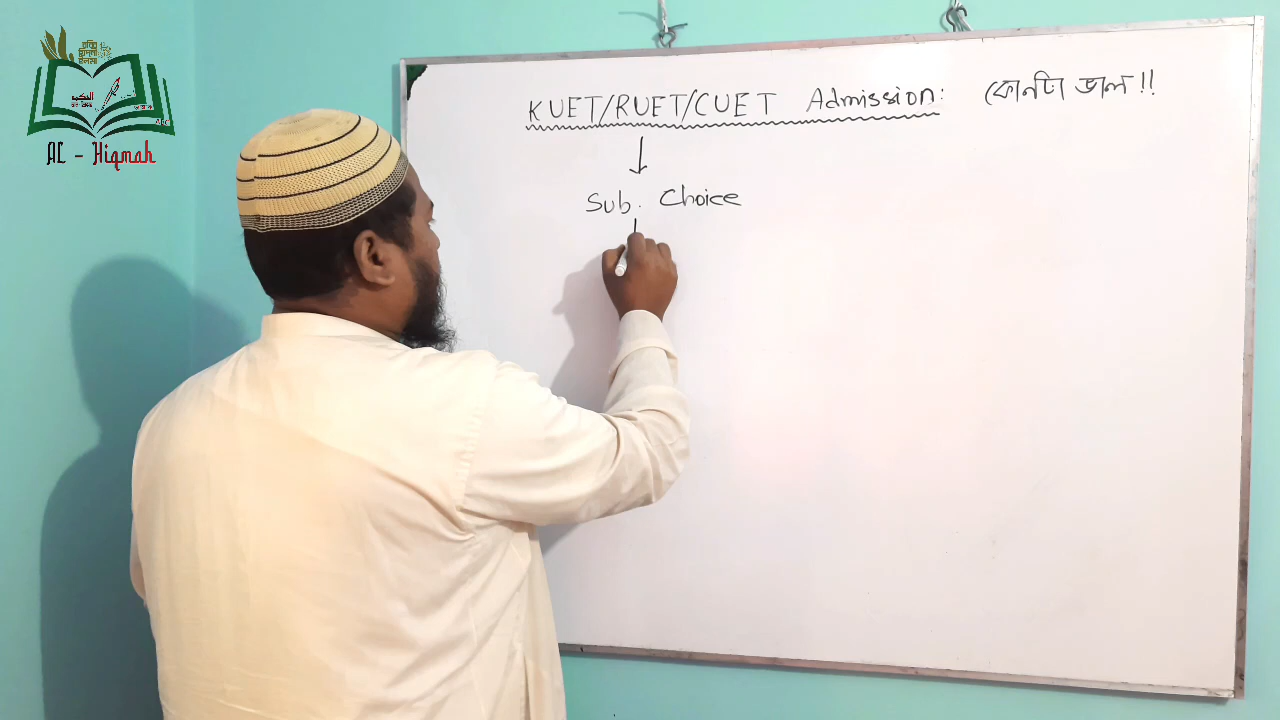 AL - Hiqmah
KUET/RUET/CUET Admission: কোনটা ভাল!!
Sub. Choice